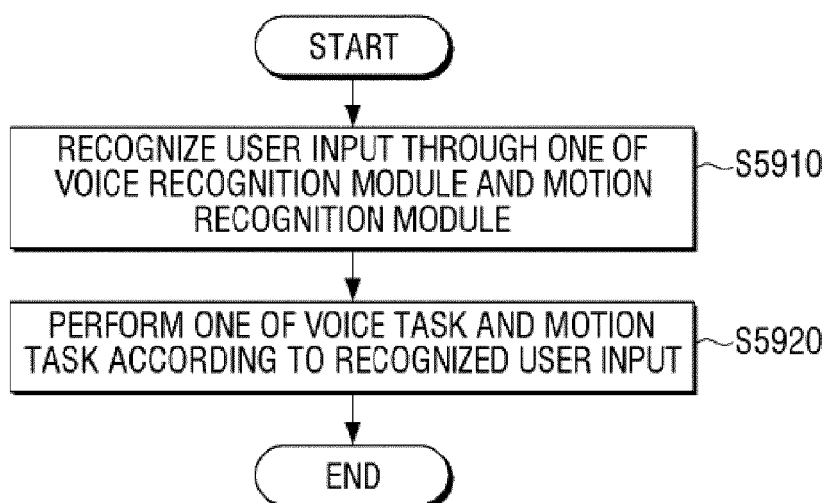 START
RECOGNIZE USER INPUT THROUGH ONE OF
VOICE RECOGNITION MODULE AND MOTION
RECOGNITION MODULE
S5910
PERFORM ONE OF VOICE TASK AND MOTION
TASK ACCORDING TO RECOGNIZED USER INPUT
S5920
END